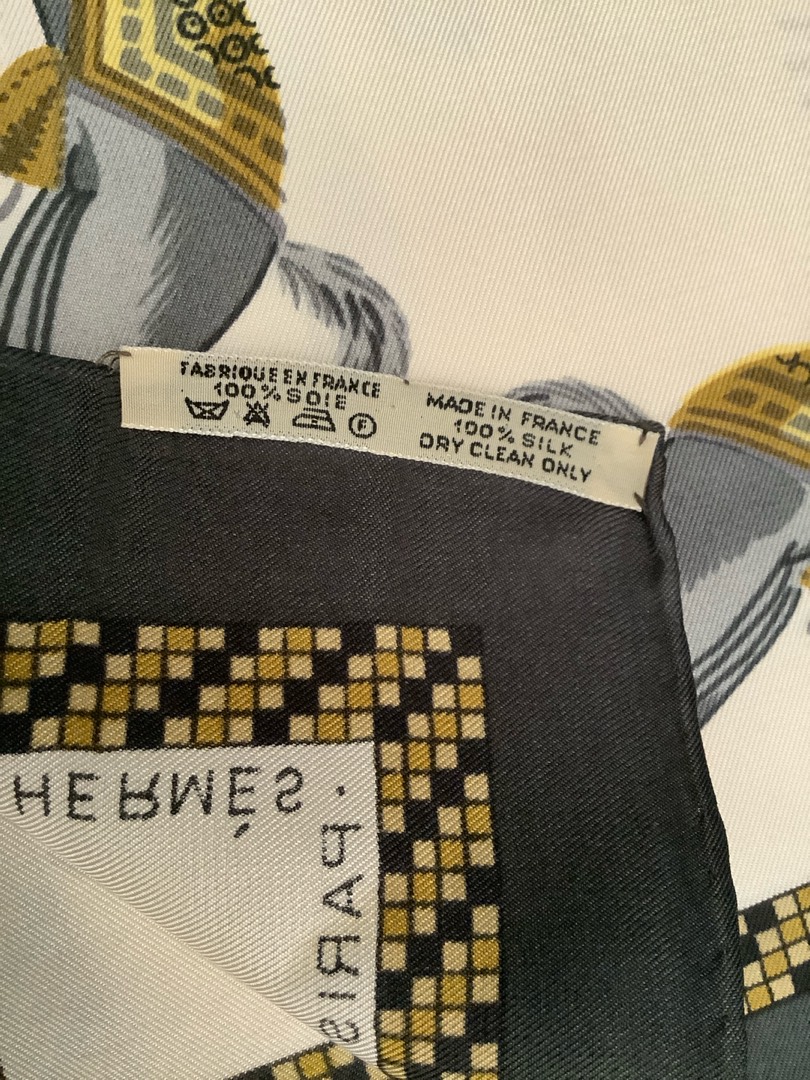 FABRIQUE EN FRANCE
100% SOIE
F
MADE IN FRANCE
100% SILK
DRY CLEAN ONLY
HERMÈS.
PARIS